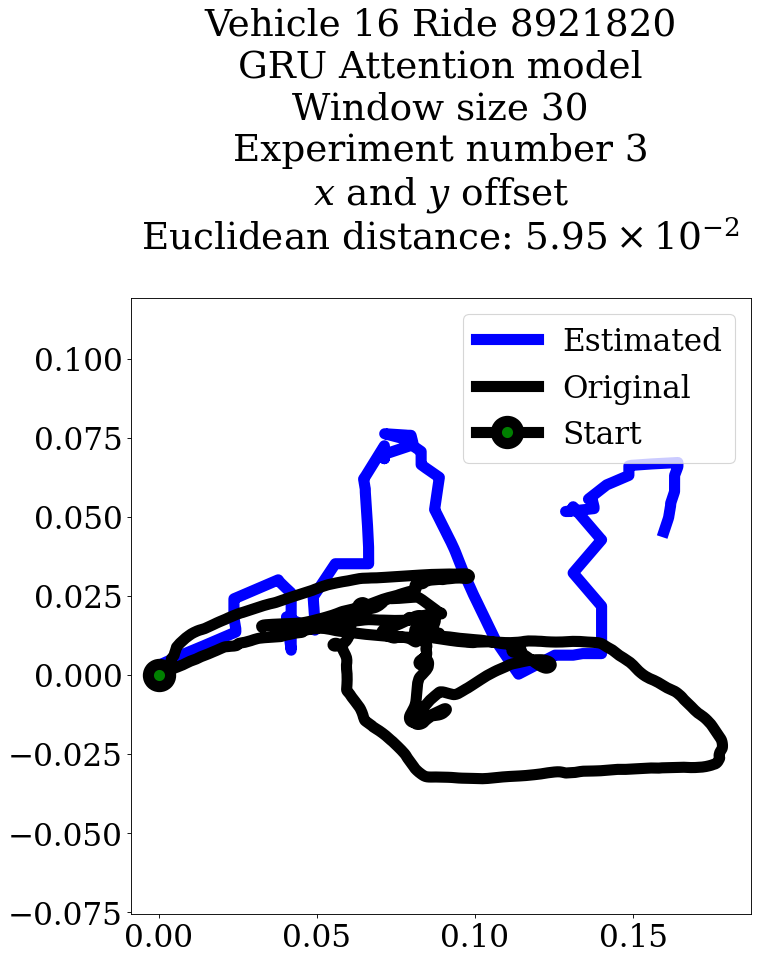 Vehicle 16 Ride 8921820
GRU Attention model
Window size 30
Experiment number 3
x and y offset
Euclidean distance: 5.95 × 10⁻²
Estimated
Original
Start
0.100
0.075
0.050
0.025
0.000
−0.025
−0.050
−0.075
0.00 0.05 0.10 0.15